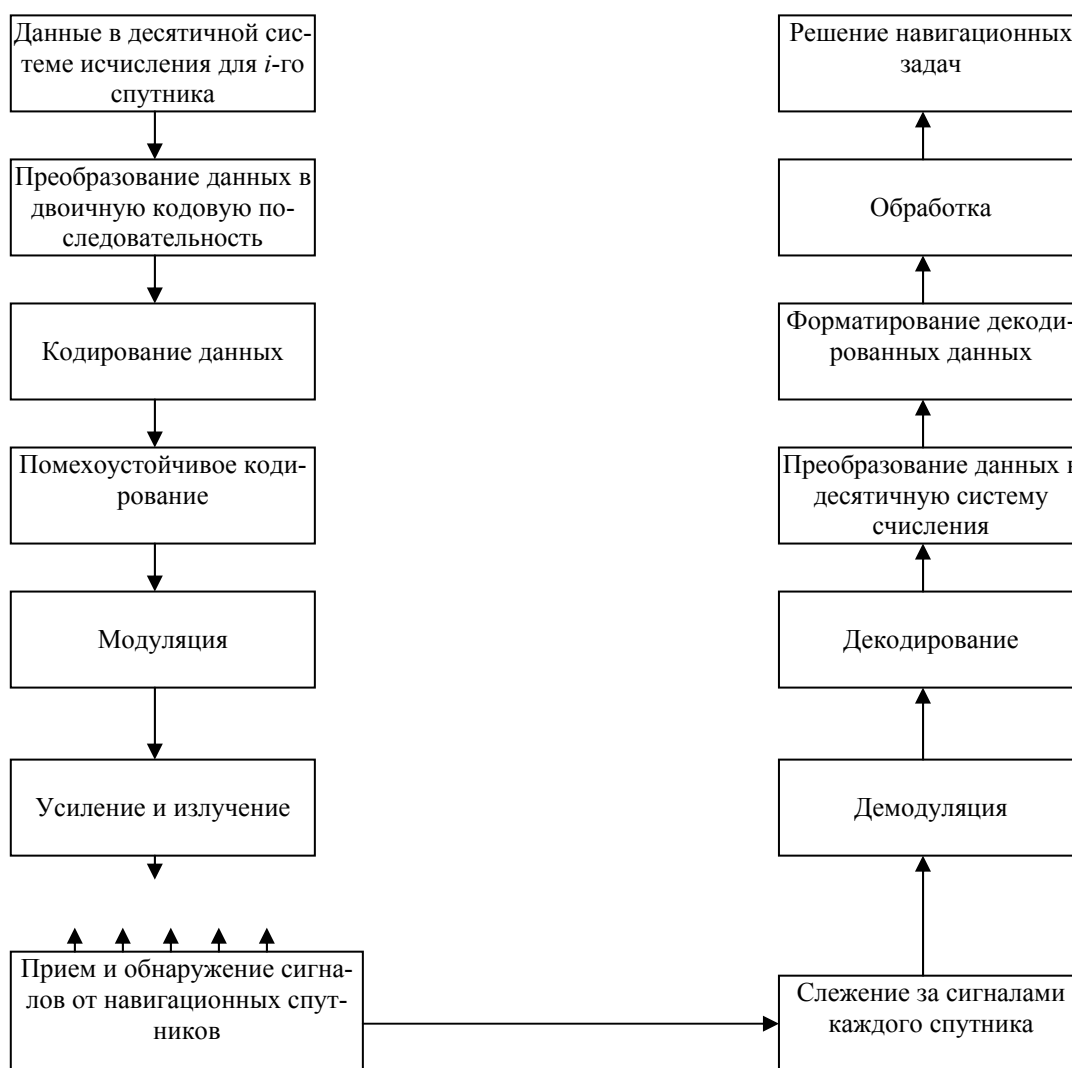 Данные в десятичной сис-
теме исчисления для i-го
спутника
Преобразование данных в
двоичную кодовую по-
следовательность
Кодирование данных
Помехоустойчивое коди-
рование
Модуляция
Усиление и излучение
Прием и обнаружение сигна-
лов от навигационных спут-
ников
Решение навигационных
задач
Обработка
Форматирование декоди-
рованных данных
Преобразование данных в
десятичную систему
счисления
Декодирование
Демодуляция
Слежение за сигналами
каждого спутника